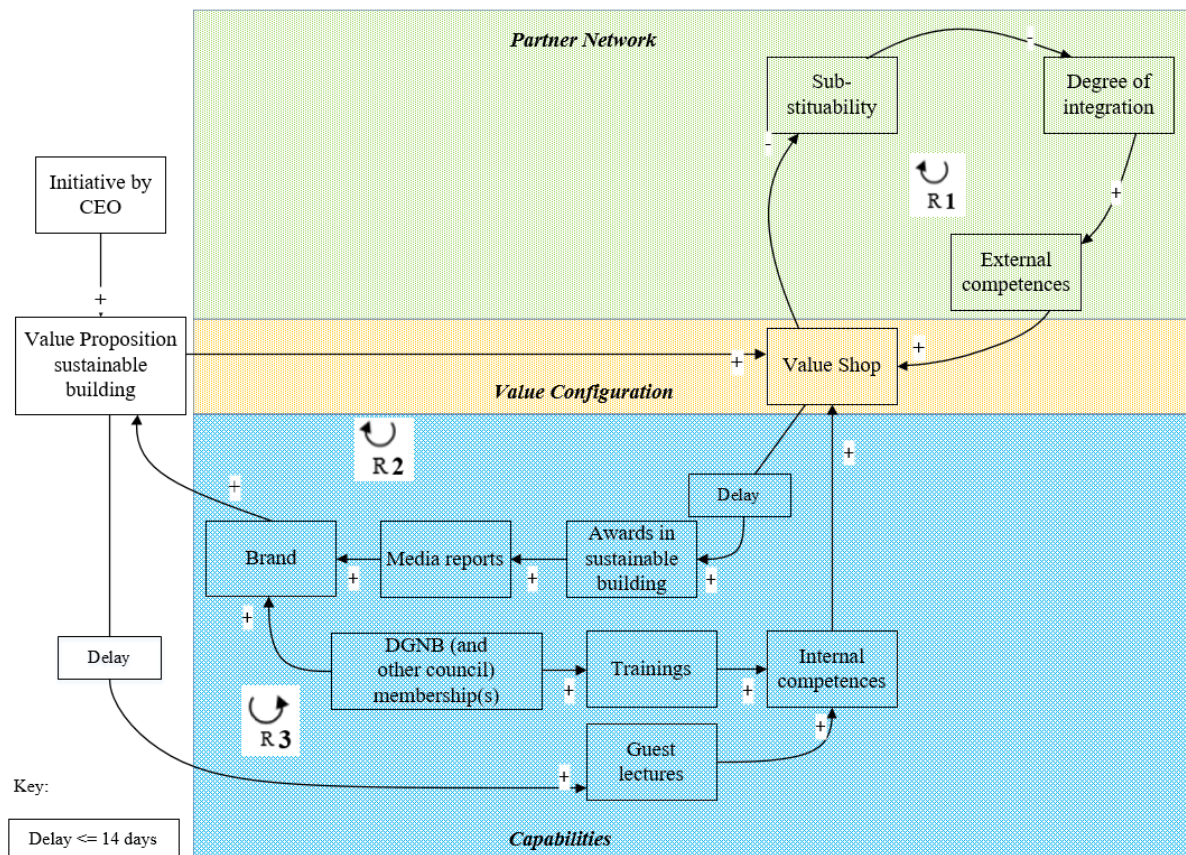 Partner Network
Sub-
stituability
-
Degree of
integration
-
Initiative by
CEO
R 1
+
External
competences
+
Value Proposition
sustainable
building
+
Value Shop
+
Value Configuration
R 2
+
+
Delay
Brand
Media reports
Awards in
sustainable
building
+
+
+
+
DGNB (and
other council)
membership(s)
Trainings
Internal
competences
Delay
+
+
R 3
Guest
lectures
+
+
Key:
Delay <= 14 days
Capabilities